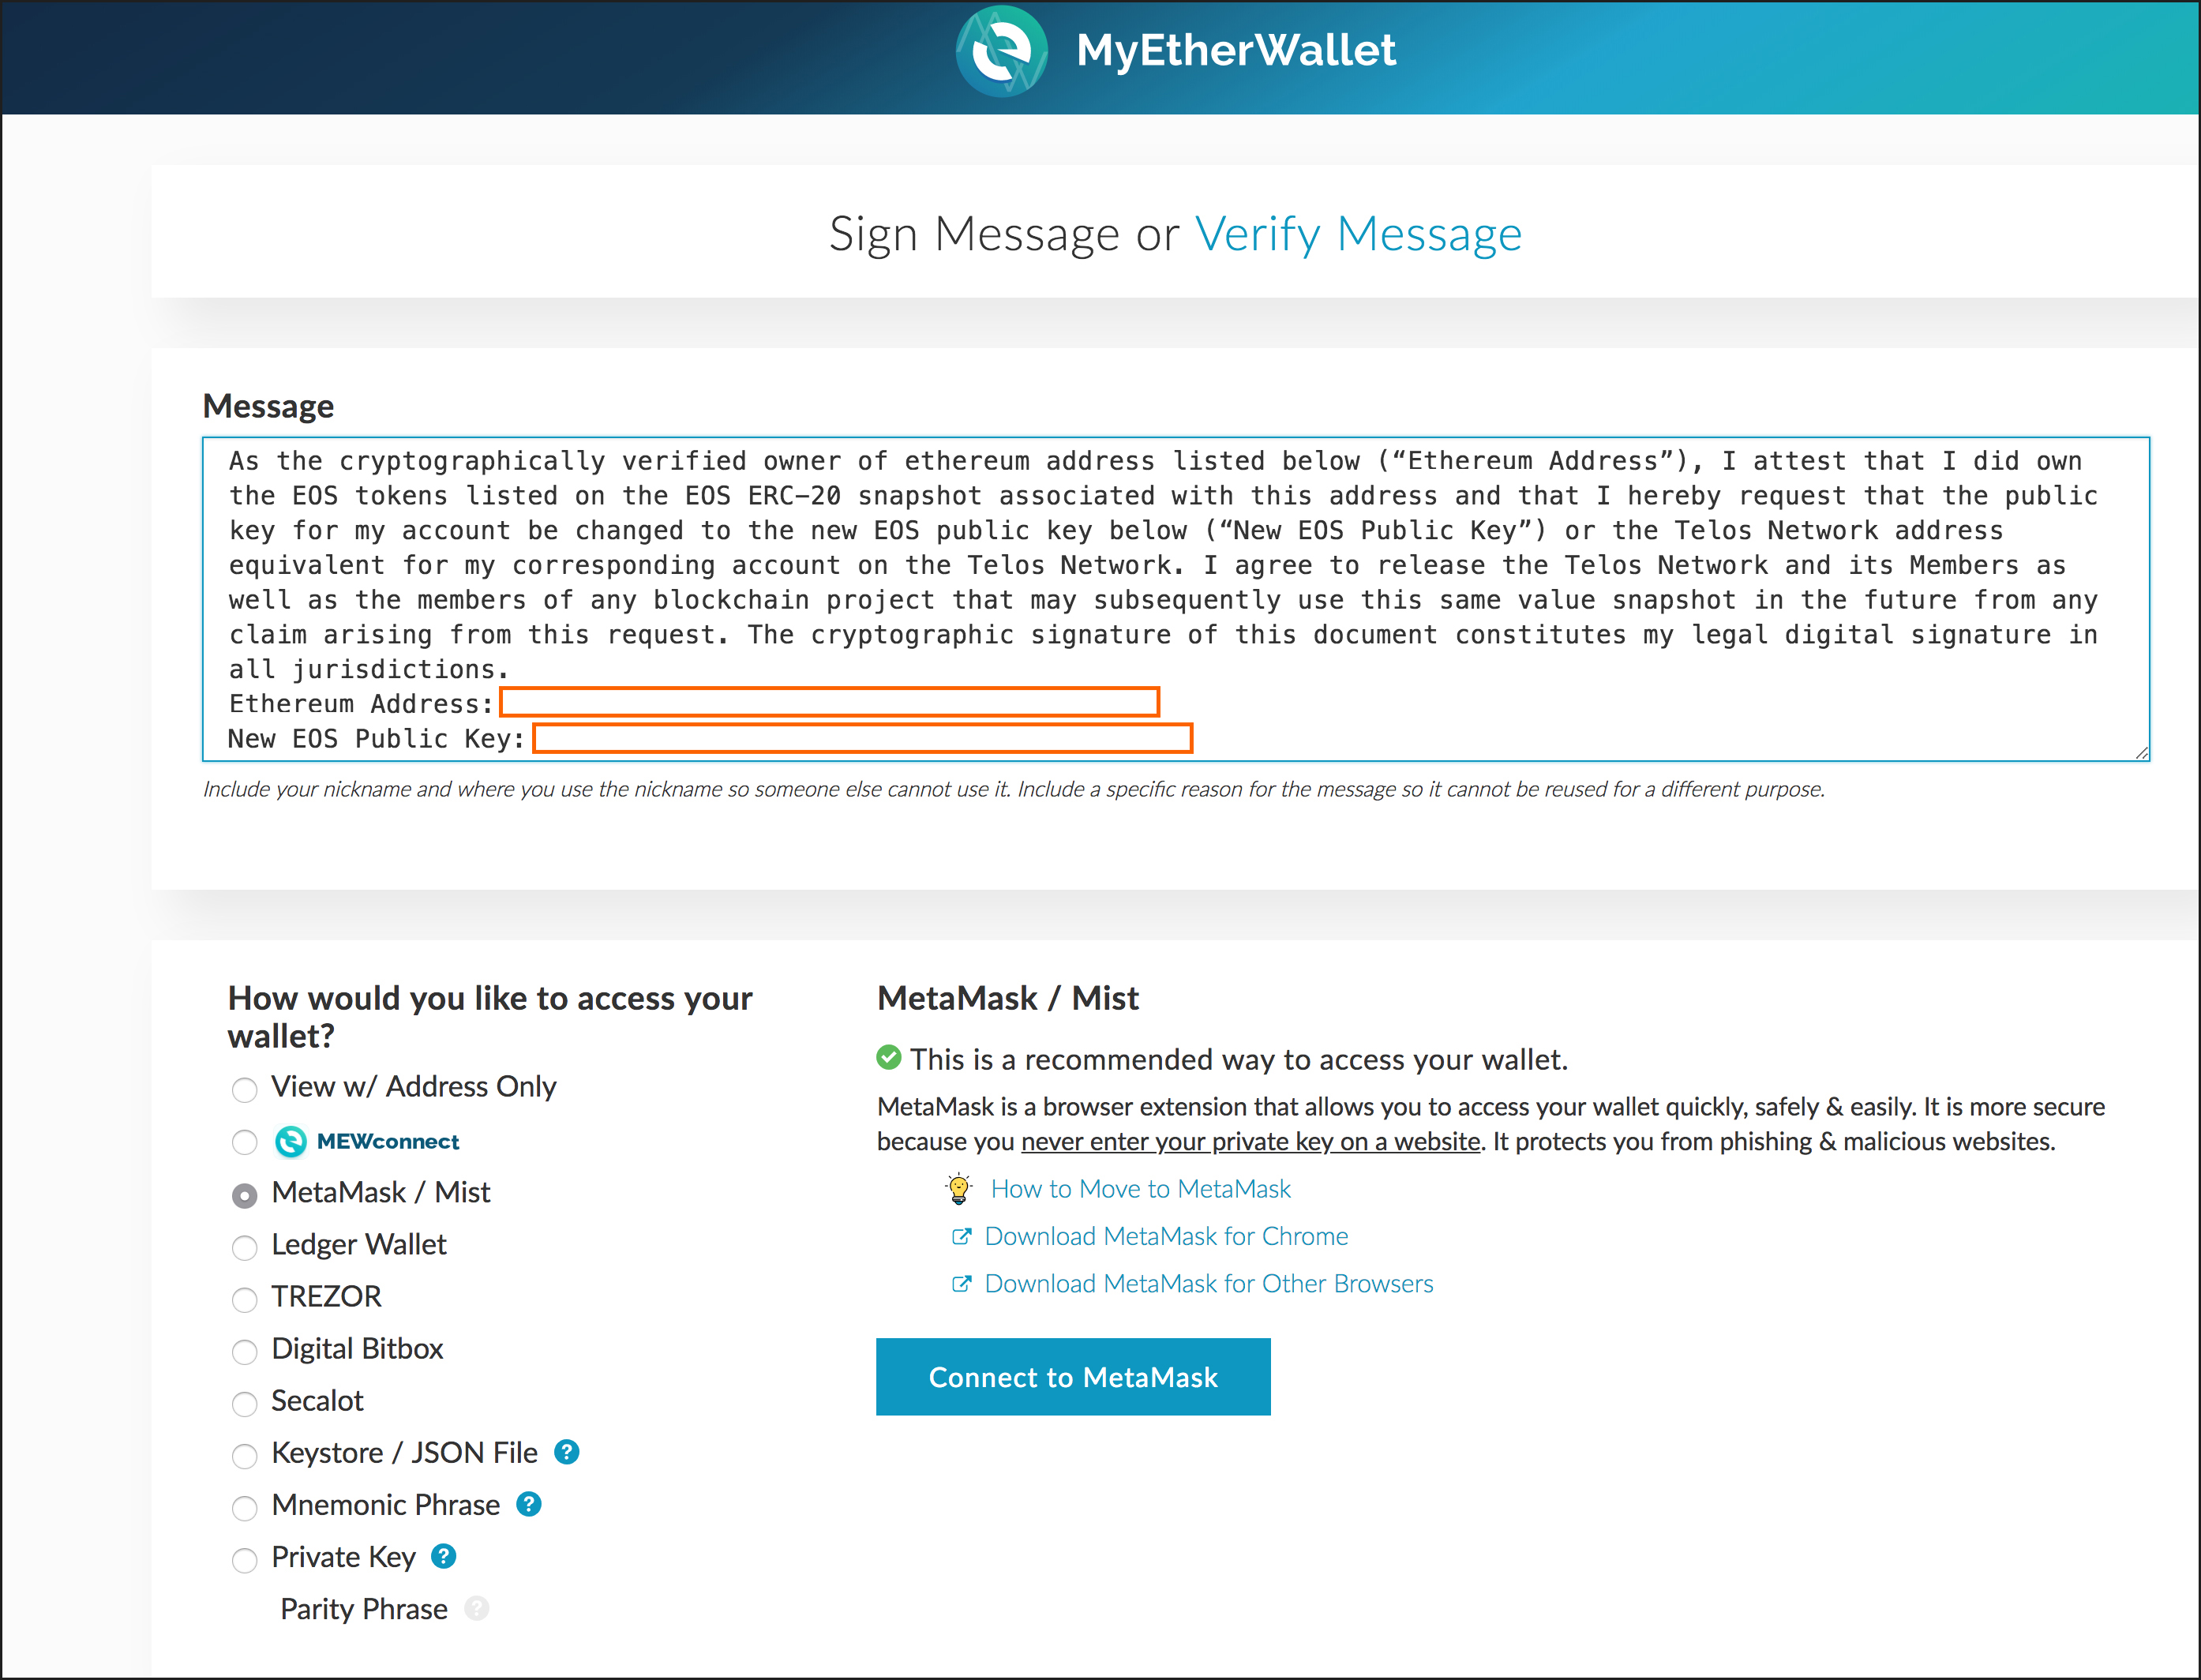 MyEtherWallet
Sign Message or Verify Message
Message
As the cryptographically verified owner of ethereum address listed below (“Ethereum Address”), I attest that I did own
the EOS tokens listed on the EOS ERC–20 snapshot associated with this address and that I hereby request that the public
key for my account be changed to the new EOS public key below (“New EOS Public Key”) or the Telos Network address
equivalent for my corresponding account on the Telos Network. I agree to release the Telos Network and its Members as
well as the members of any blockchain project that may subsequently use this same value snapshot in the future from any
claim arising from this request. The cryptographic signature of this document constitutes my legal digital signature in
all jurisdictions.
Ethereum Address:
New EOS Public Key:
Include your nickname and where you use the nickname so someone else cannot use it. Include a specific reason for the message so it cannot be reused for a different purpose.
How would you like to access your
wallet?
View w/ Address Only
MEWconnect
MetaMask / Mist
Ledger Wallet
TREZOR
Digital Bitbox
Secalot
Keystore / JSON File ?
Mnemonic Phrase ?
Private Key ?
Parity Phrase ?
MetaMask / Mist
This is a recommended way to access your wallet.
MetaMask is a browser extension that allows you to access your wallet quickly, safely & easily. It is more secure
because you never enter your private key on a website. It protects you from phishing & malicious websites.
How to Move to MetaMask
Download MetaMask for Chrome
Download MetaMask for Other Browsers
Connect to MetaMask